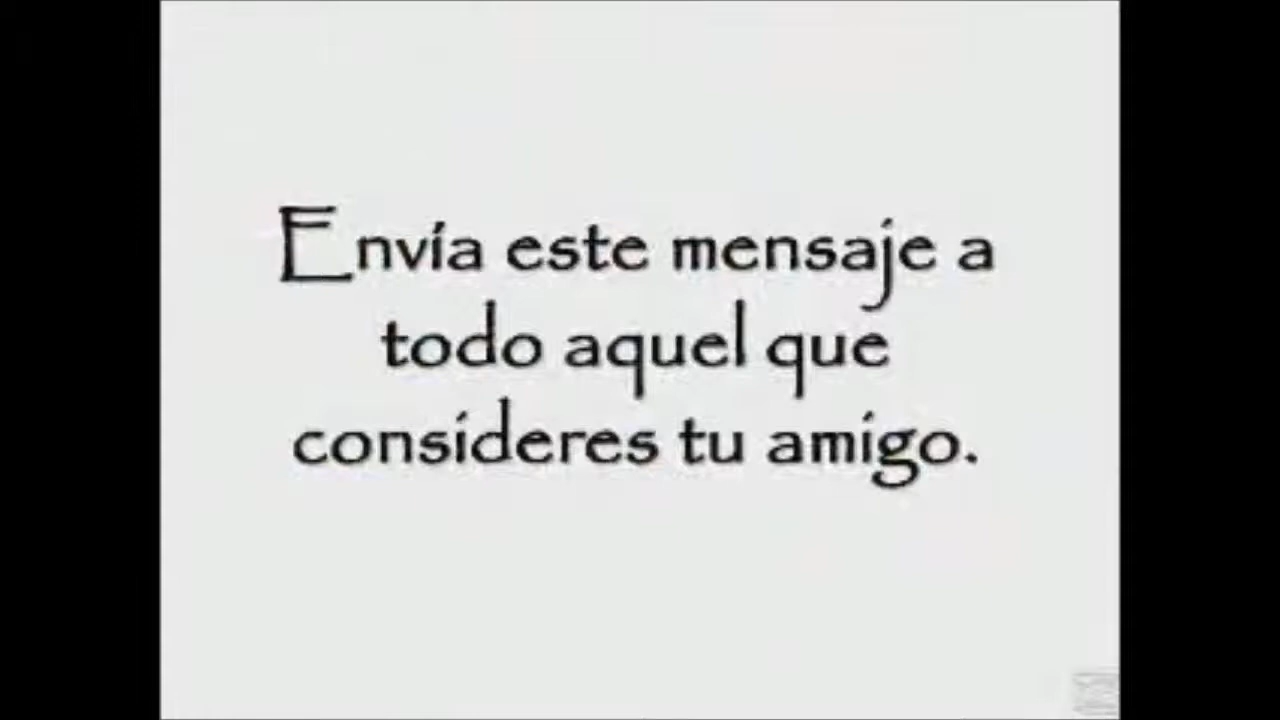 Envía este mensaje a
todo aquel que
consideres tu amigo.